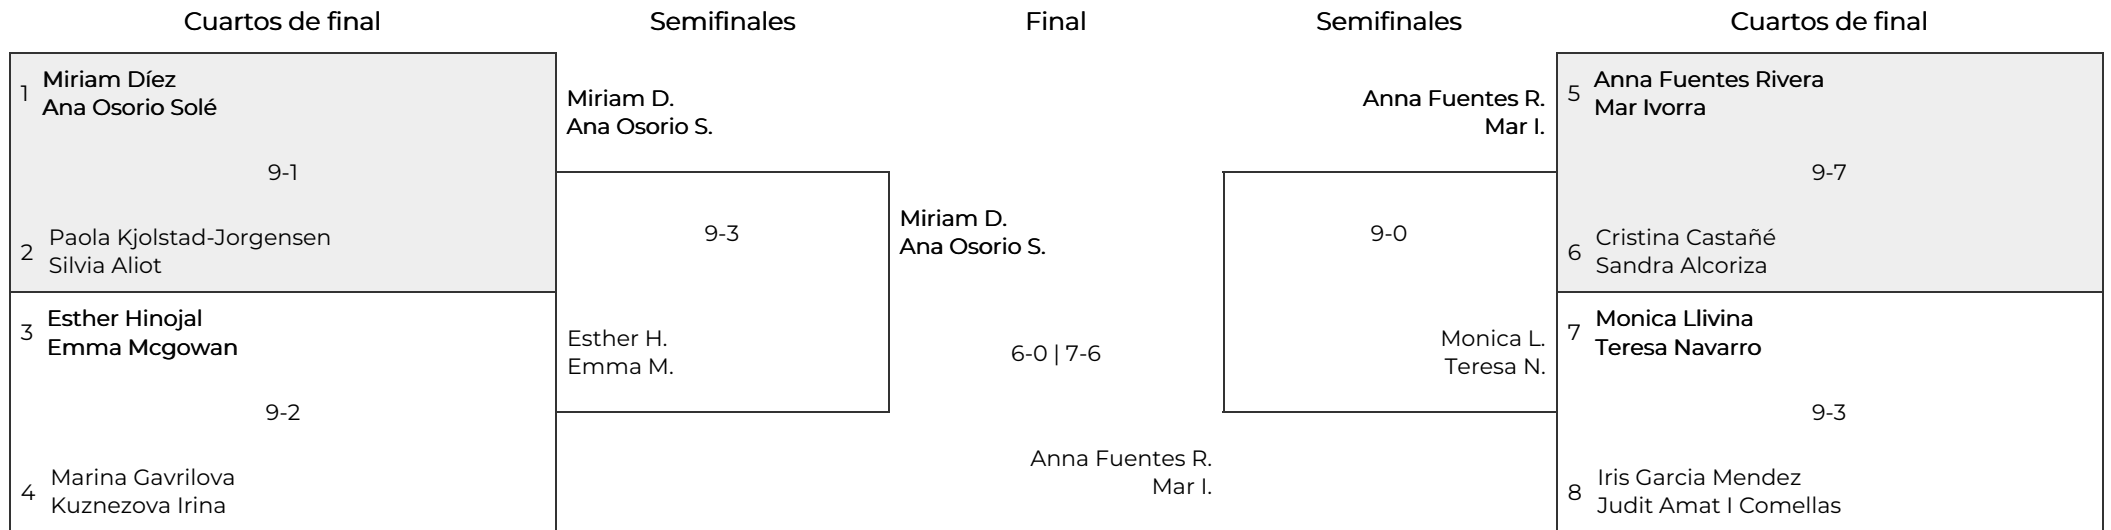 Cuartos de final
Semifinales
Final
Semifinales
Cuartos de final
1
Miriam Díez
Ana Osorio Solé
9-1
2
Paola Kjolstad-Jorgensen
Silvia Aliot
3
Esther Hinojal
Emma Mcgowan
9-2
4
Marina Gavrilova
Kuznezova Irina
Miriam D.
Ana Osorio S.
9-3
Esther H.
Emma M.
Miriam D.
Ana Osorio S.
6-0 | 7-6
Anna Fuentes R.
Mar I.
Anna Fuentes R.
Mar I.
9-0
Monica L.
Teresa N.
5
Anna Fuentes Rivera
Mar Ivorra
9-7
6
Cristina Castañé
Sandra Alcoriza
7
Monica Llivina
Teresa Navarro
9-3
8
Iris Garcia Mendez
Judit Amat I Comellas